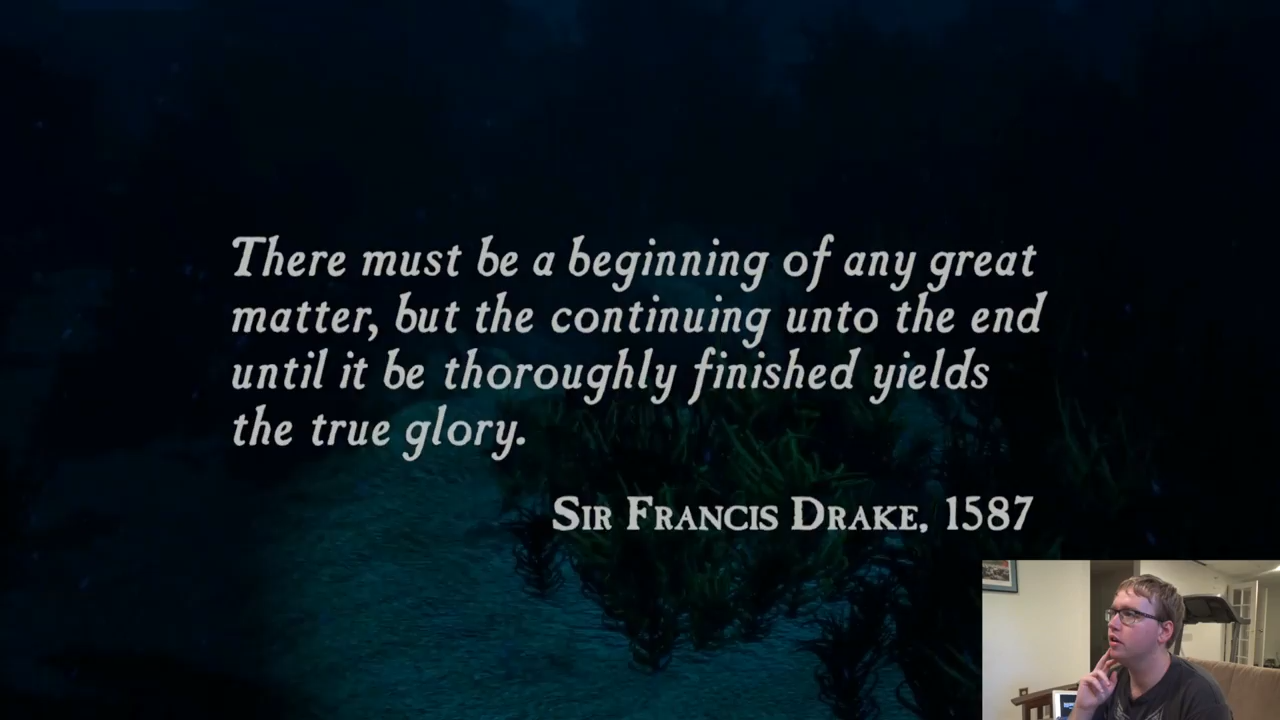 There must be a beginning of any great
matter, but the continuing unto the end
until it be thoroughly finished yields
the true glory.
Sir Francis Drake, 1587